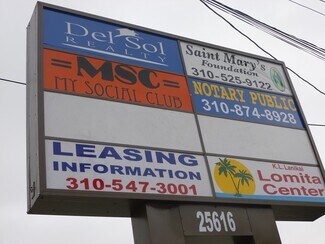 Del Sol
REALTY
Saint Mary's
Foundation
310-525-9122
=MSC=
MY SOCIAL CLUB
NOTARY PUBLIC
310-874-8928
LEASING
INFORMATION
310-547-3001
Lomita
Center
25616